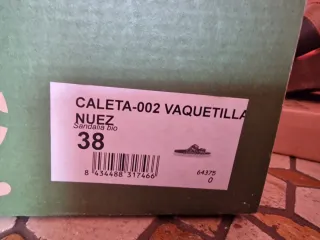 CALETA-002 VAQUETILLA
NUEZ
Sandalia bio
38
8 434488 317466
64375
0